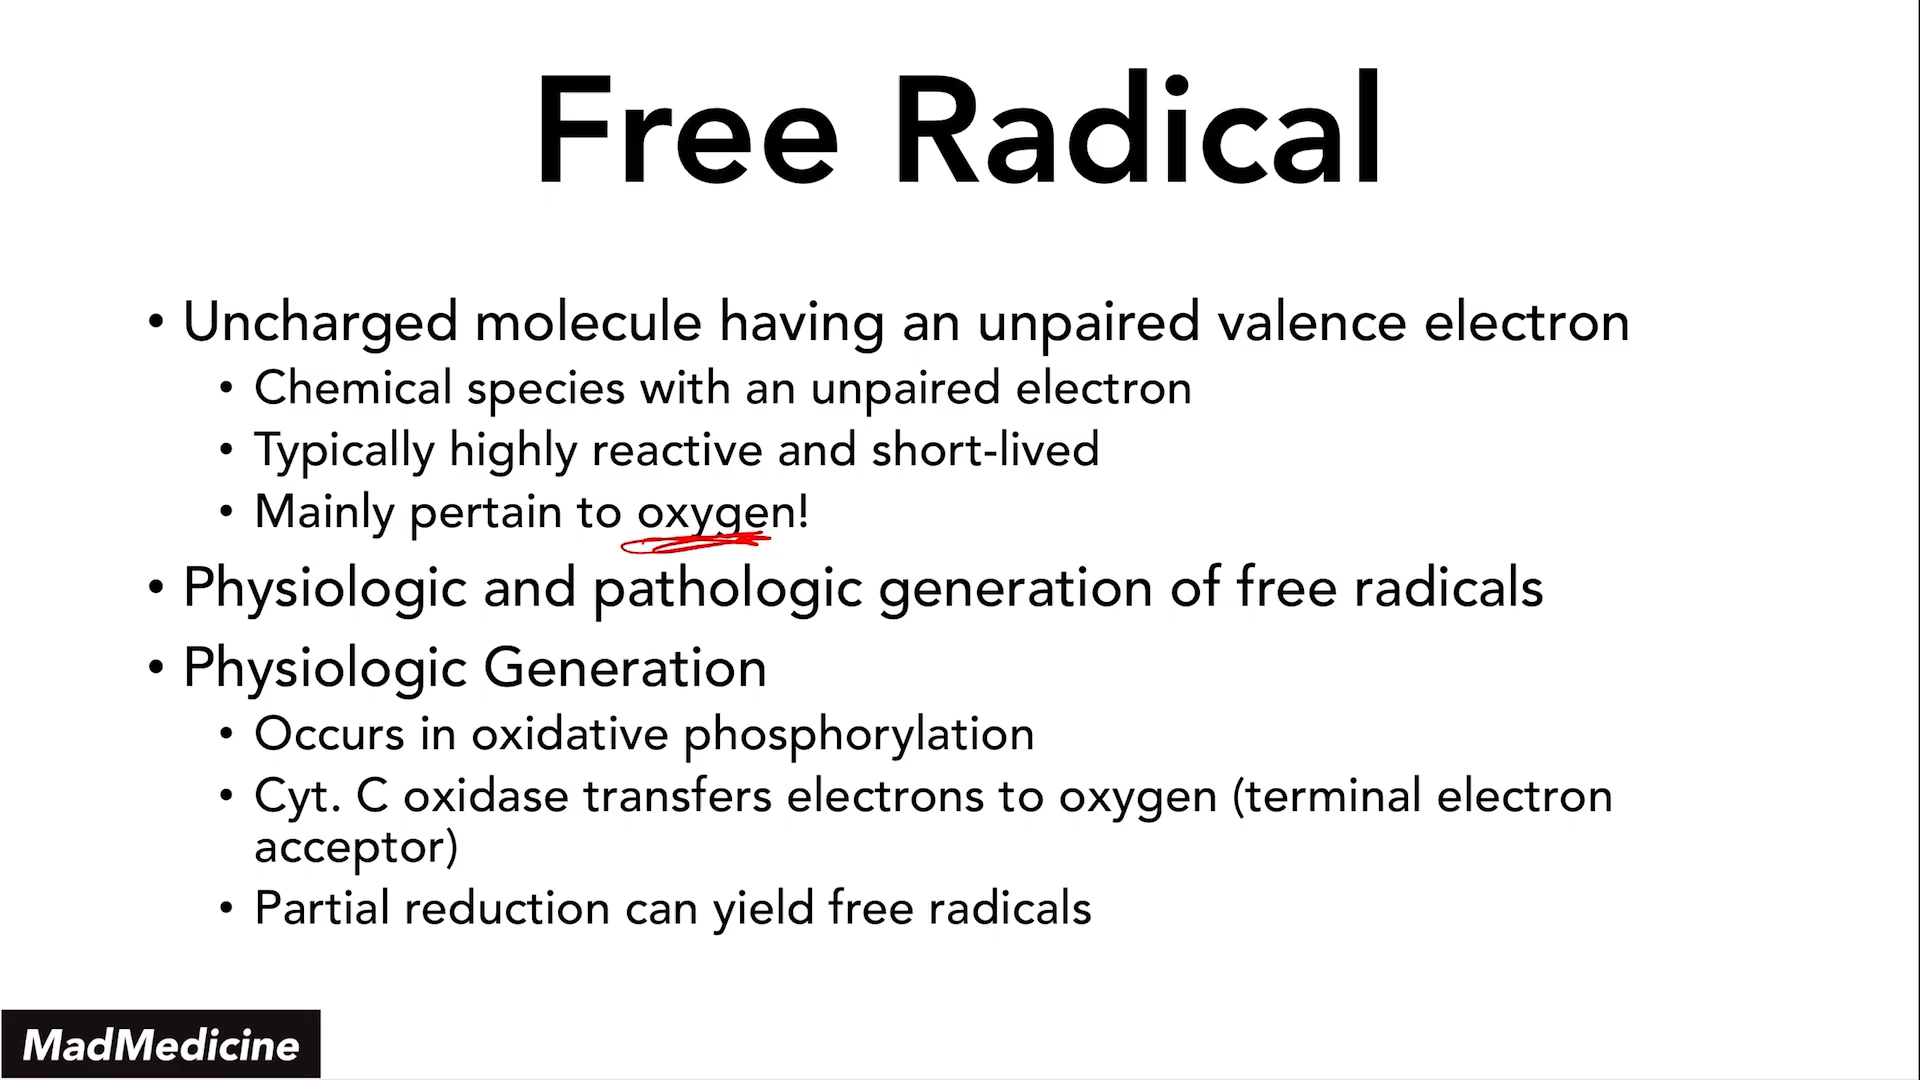 Free Radical
• Uncharged molecule having an unpaired valence electron
• Chemical species with an unpaired electron
• Typically highly reactive and short-lived
• Mainly pertain to oxygen!
• Physiologic and pathologic generation of free radicals
• Physiologic Generation
• Occurs in oxidative phosphorylation
• Cyt. C oxidase transfers electrons to oxygen (terminal electron
acceptor)
• Partial reduction can yield free radicals
MadMedicine